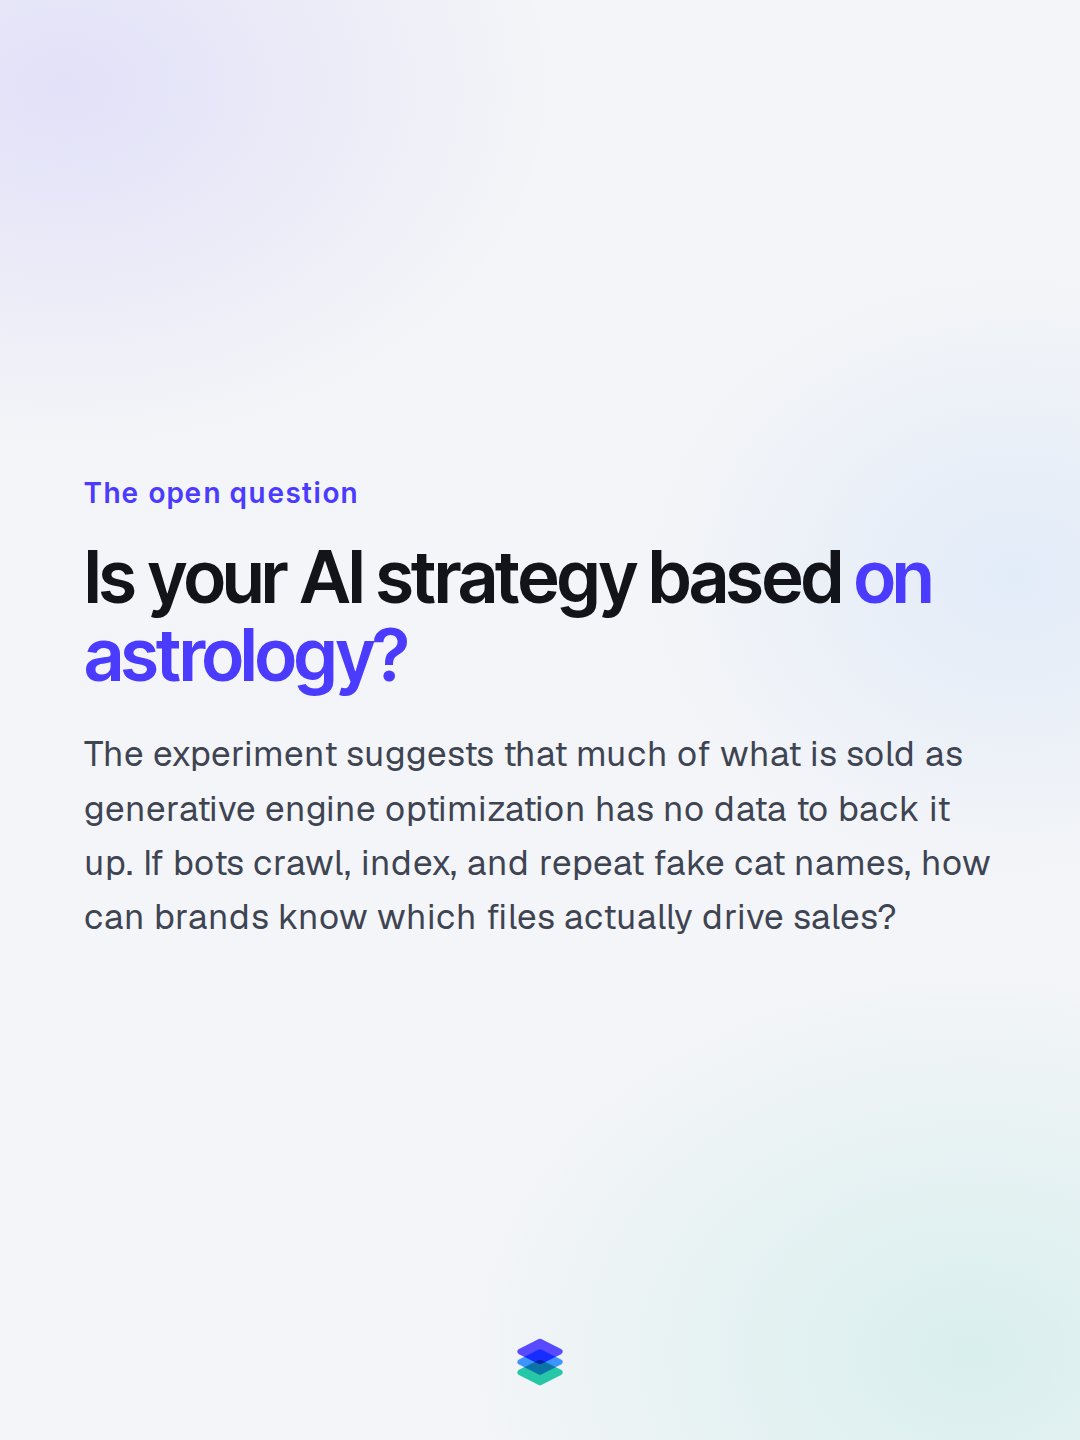 The open question
Is your AI strategy based on
astrology?
The experiment suggests that much of what is sold as
generative engine optimization has no data to back it
up. If bots crawl, index, and repeat fake cat names, how
can brands know which files actually drive sales?